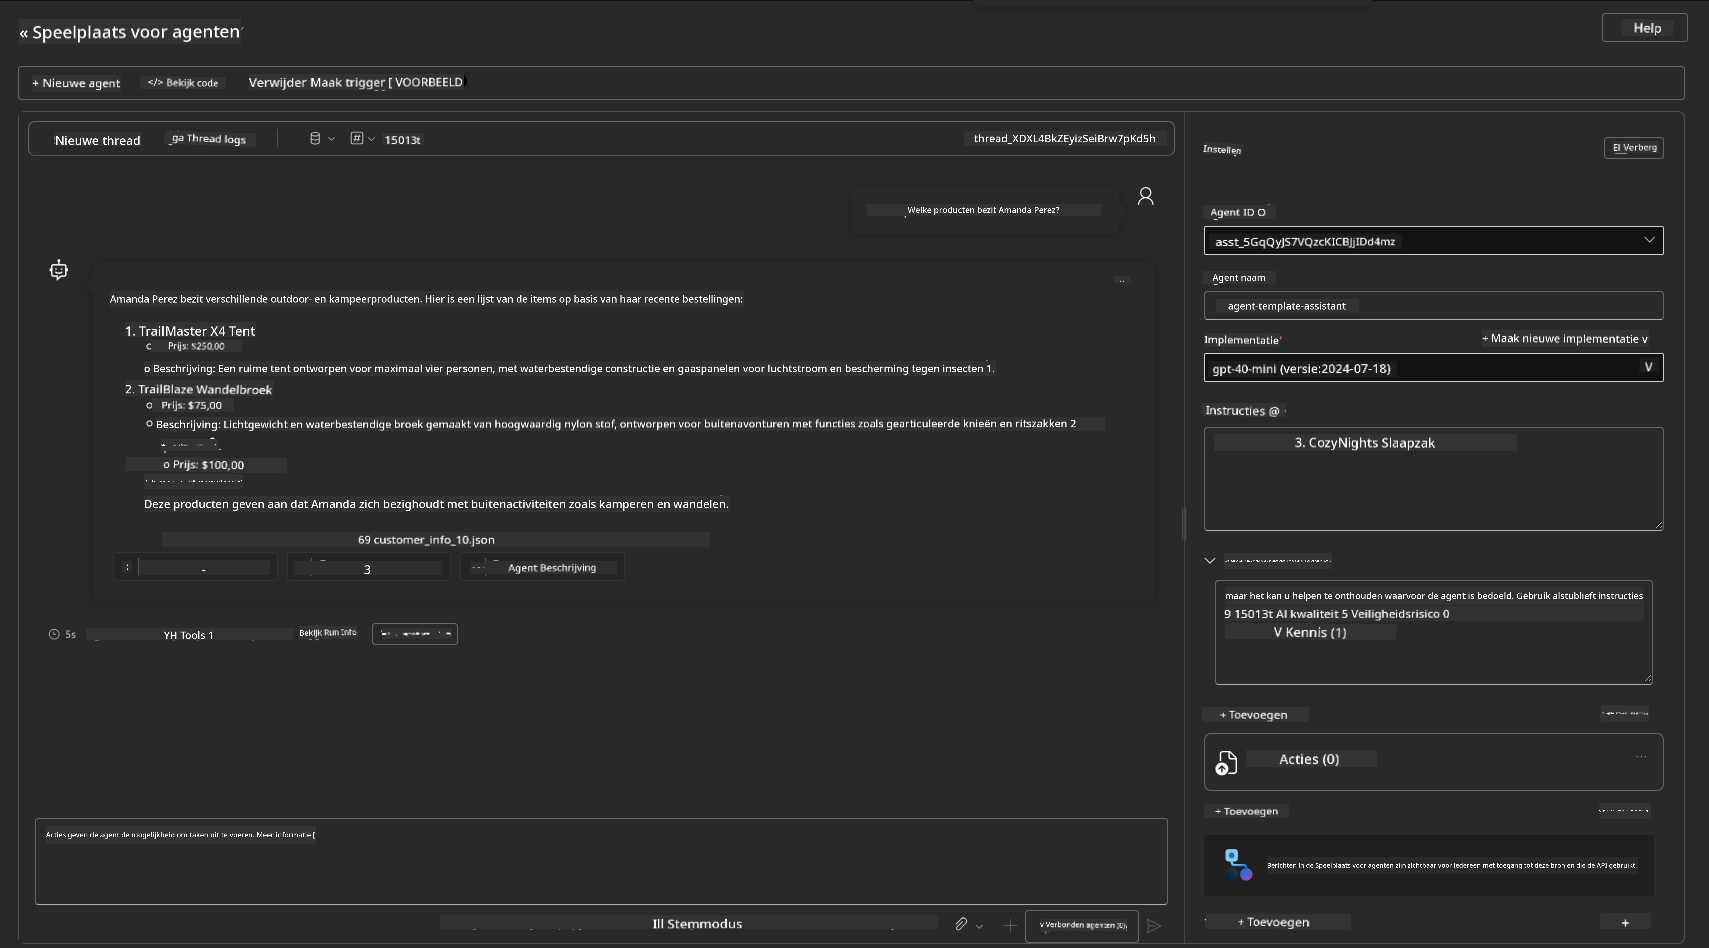 « Speelplaats voor agenten
Help
+ Nieuwe agent
</> Bekijk code
Verwijder Maak trigger [ VOORBEELD
Nieuwe thread
ga Thread logs
15013t
thread_XDXL4BkZEyizSeiBrw7pKd5h
Welke producten bezit Amanda Perez?
Amanda Perez bezit verschillende outdoor- en kampeerproducten. Hier is een lijst van de items op basis van haar recente bestellingen:
1. TrailMaster X4 Tent
Prijs: $250,00
o Beschrijving: Een ruime tent ontworpen voor maximaal vier personen, met waterbestendige constructie en gaaspanelen voor luchtstroom en bescherming tegen insecten 1.
2. TrailBlaze Wandelbroek
o Prijs: $75,00
o Beschrijving: Lichtgewicht en waterbestendige broek gemaakt van hoogwaardig nylon stof, ontworpen voor buitenavonturen met functies zoals gearticuleerde knieën en ritszakken 2
o Prijs: $100,00
Deze producten geven aan dat Amanda zich bezighoudt met buitenactiviteiten zoals kamperen en wandelen.
69 customer_info_10.json
-
3
Agent Beschrijving
5s
YH Tools 1
Bekijk Run Info
Acties geven de agent de mogelijkheid om taken uit te voeren. Meer informatie [
Ill Stemmodus
v Verbonden agenten (0)
Instellen
El Verberg
Agent ID O
asst_5GqQyJS7VQzcKICBJjIDd4mz
Agent naam
agent-template-assistant
Implementatie*
+ Maak nieuwe implementatie v
gpt-40-mini (versie:2024-07-18)
V
Instructies @
3. CozyNights Slaapzak
maar het kan u helpen te onthouden waarvoor de agent is bedoeld. Gebruik alstublieft instructies
9 15013t Al kwaliteit 5 Veiligheidsrisico 0
V Kennis (1)
+ Toevoegen
Acties (0)
...
+ Toevoegen
Berichten in de Speelplaats voor agenten zijn zichtbaar voor iedereen met toegang tot deze bron en die de API gebruikt.
+ Toevoegen
+